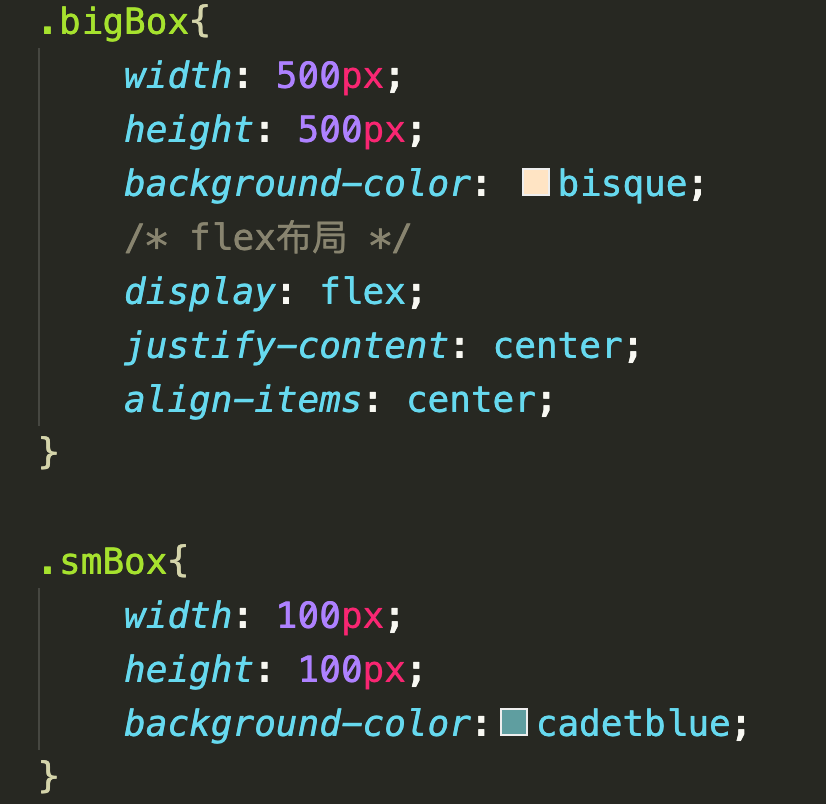 .bigBox{
    width: 500px;
    height: 500px;
    background-color: bisque;
    /* flex布局 */
    display: flex;
    justify-content: center;
    align-items: center;
}
.smBox{
    width: 100px;
    height: 100px;
    background-color:cadetblue;
}